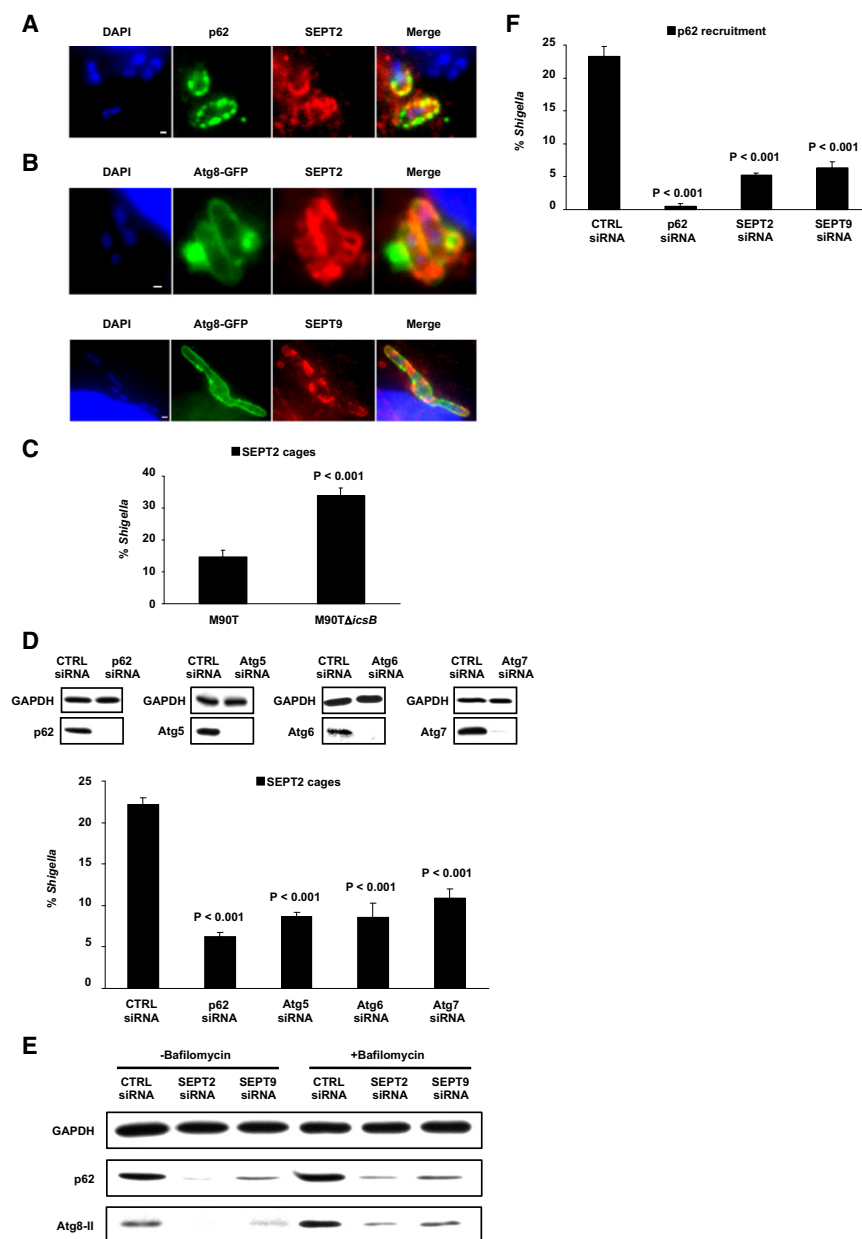 A
DAPI p62 SEPT2 Merge
B
DAPI Atg8-GFP SEPT2 Merge
DAPI Atg8-GFP SEPT9 Merge
C
SEPT2 cages
% Shigella
40
30
20
10
0
P < 0.001
M90T M90TΔicsB
D
CTRL siRNA p62 siRNA
GAPDH
p62
CTRL siRNA Atg5 siRNA
GAPDH
Atg5
CTRL siRNA Atg6 siRNA
GAPDH
Atg6
CTRL siRNA Atg7 siRNA
GAPDH
Atg7
SEPT2 cages
% Shigella
25
20
15
10
5
0
P < 0.001
P < 0.001
P < 0.001
P < 0.001
CTRL p62 Atg5 Atg6 Atg7
siRNA siRNA siRNA siRNA siRNA
E
-Bafilomycin +Bafilomycin
CTRL SEPT2 SEPT9 CTRL SEPT2 SEPT9
siRNA siRNA siRNA siRNA siRNA siRNA
GAPDH
p62
Atg8-II
F
p62 recruitment
% Shigella
25
20
15
10
5
0
P < 0.001
P < 0.001
P < 0.001
CTRL p62 SEPT2 SEPT9
siRNA siRNA siRNA siRNA